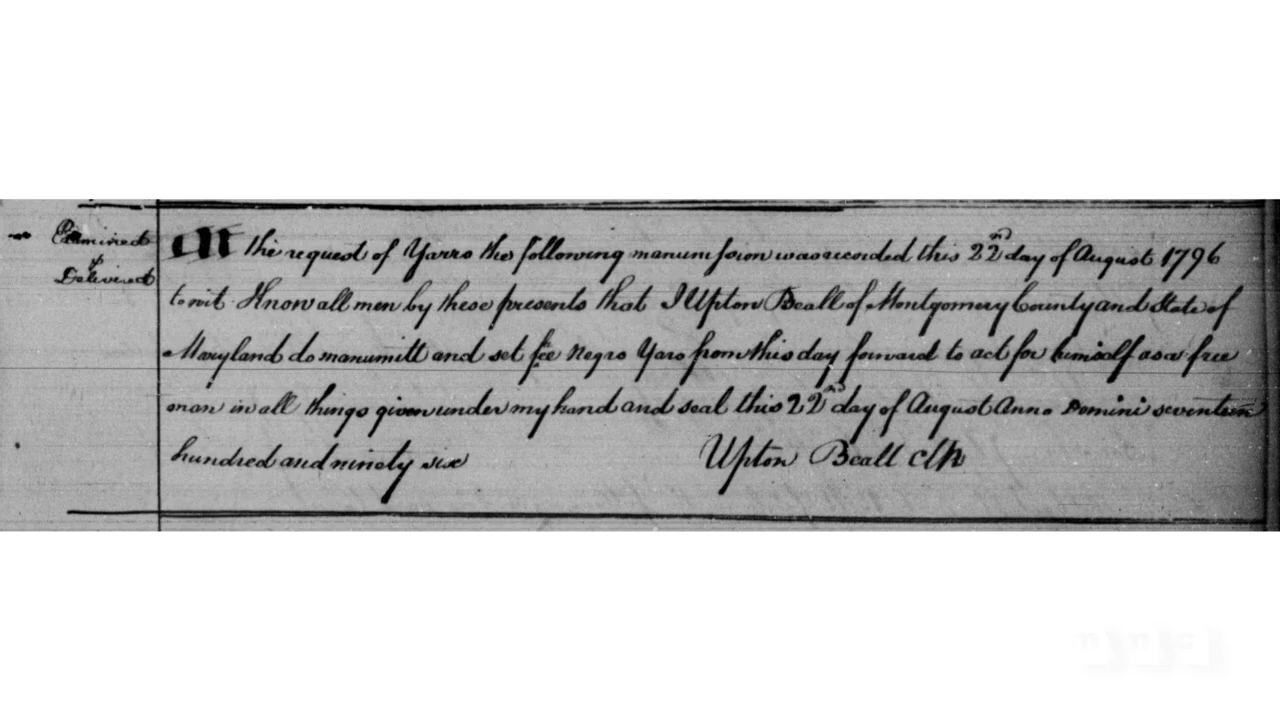 Examined
&
Delivered
At the request of Yarro the following manumission was recorded this 22nd day of August 1796
towit Know all men by these presents that I Upton Beall of Montgomery County and State of
Maryland do manumitt and set free Negro Yaro from this day forward to act for himself as a free
man in all things given under my hand and seal this 22nd day of August Anno Domini seventeen
hundred and ninety six
Upton Beall Clk